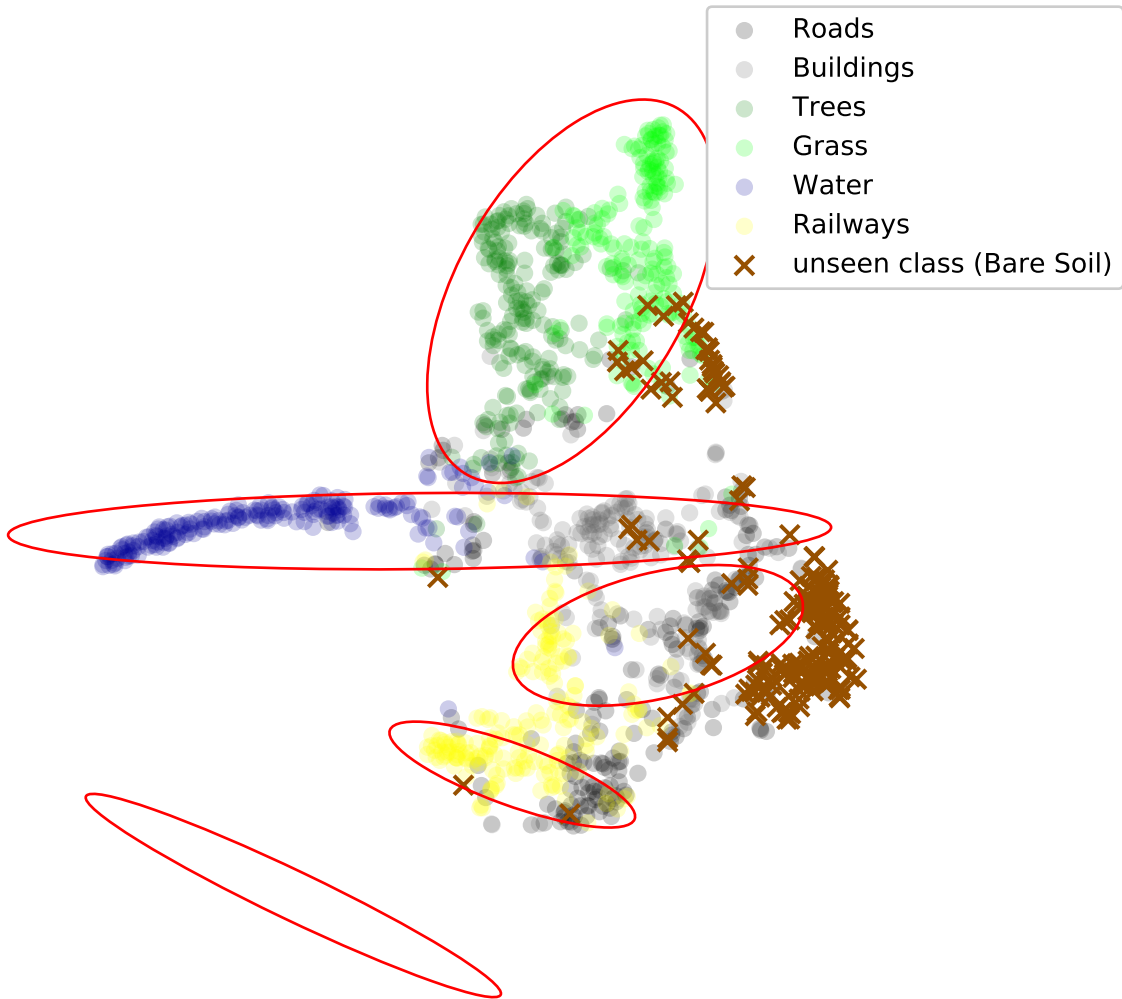 Roads
Buildings
Trees
Grass
Water
Railways
unseen class (Bare Soil)